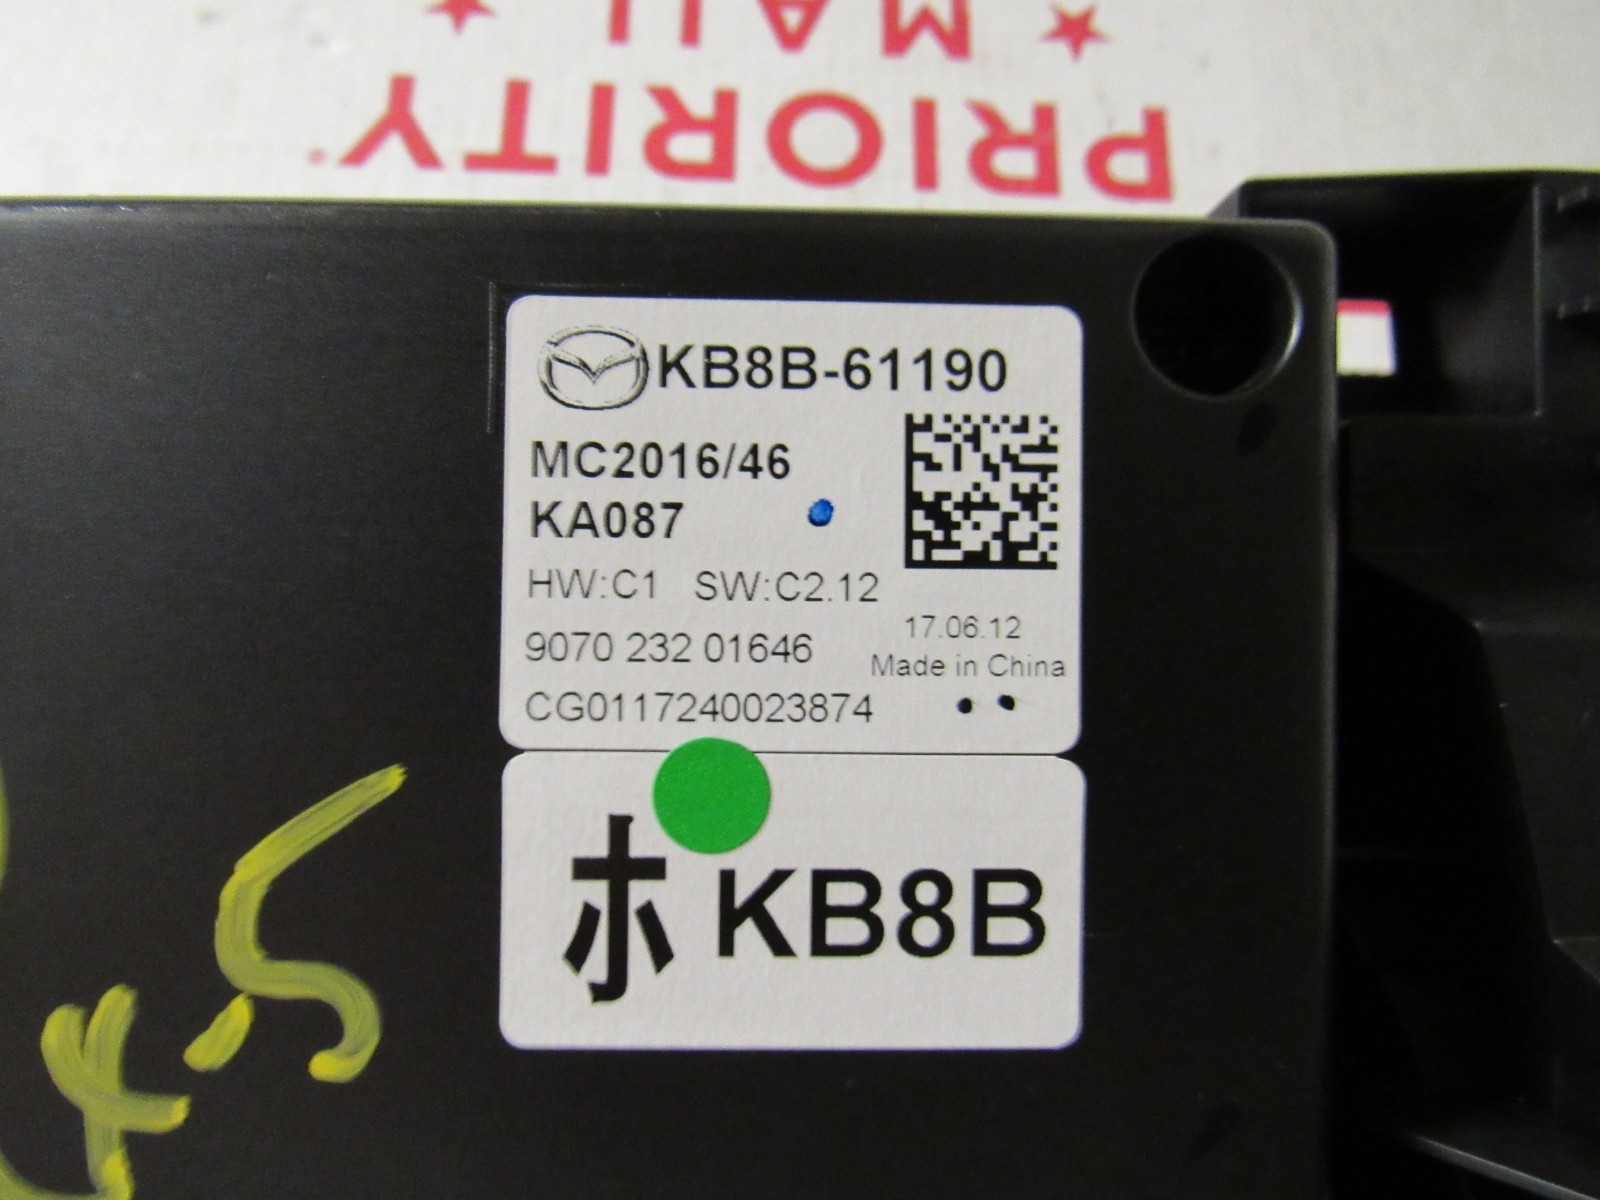 MAIL
PRIORITY
KB8B-61190
MC2016/46
KA087
HW:C1 SW:C2.12
17.06.12
9070 232 01646
Made in China
CG0117240023874
ホ KB8B